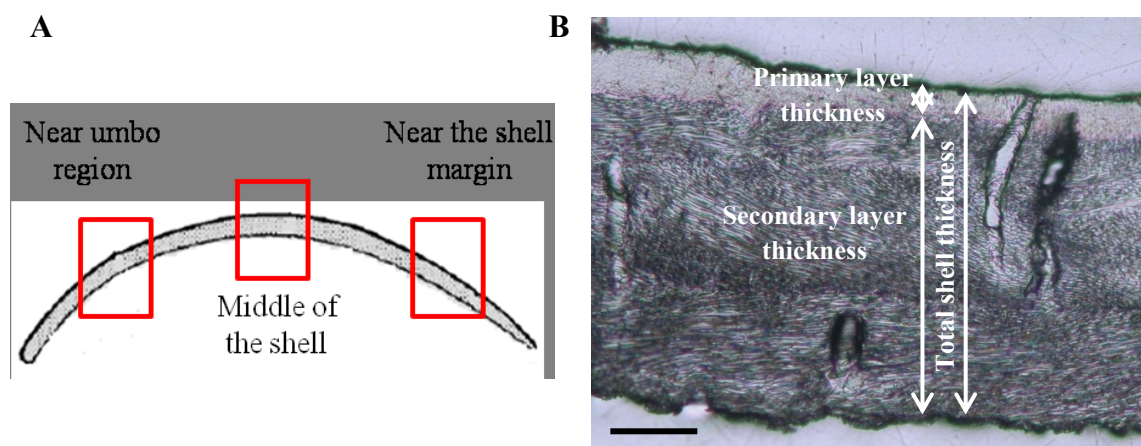 A
Near umbo
region
Near the shell
margin
Middle of
the shell
B
Primary layer
thickness
Secondary layer
thickness
Total shell thickness